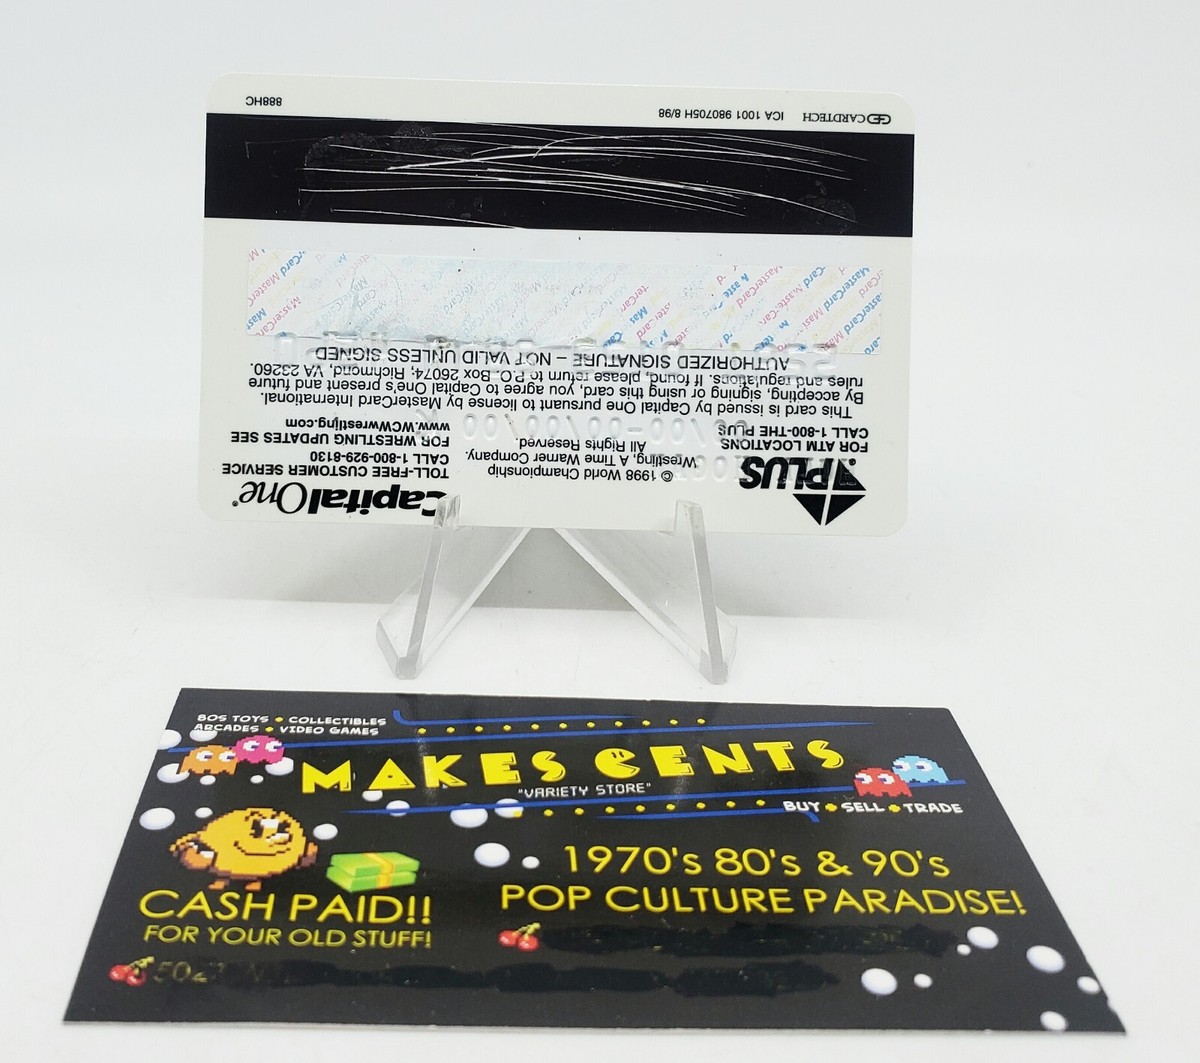 PLUS
FOR ATM LOCATIONS
CALL 1-800-THE PLUS
©1998 World Championship
Wrestling, A Time Warner Company.
All Rights Reserved.
CapitalOne®
TOLL-FREE CUSTOMER SERVICE
CALL 1-800-929-8130
FOR WRESTLING UPDATES SEE
www.WCWwrestling.com
This card is issued by Capital One pursuant to license by MasterCard International.
By accepting, signing or using this card, you agree to Capital One's present and future
rules and regulations. If found, please return to P.O. Box 26074; Richmond, VA 23260.
AUTHORIZED SIGNATURE – NOT VALID UNLESS SIGNED
MasterCard MasterCard MasterCard
CARDTECH ICA 1001 980705H 8/98
888HC
80S TOYS • COLLECTIBLES
ARCADES • VIDEO GAMES
MAKES CENTS
"VARIETY STORE"
BUY • SELL • TRADE
1970's 80's & 90's
POP CULTURE PARADISE!
CASH PAID!!
FOR YOUR OLD STUFF!
502